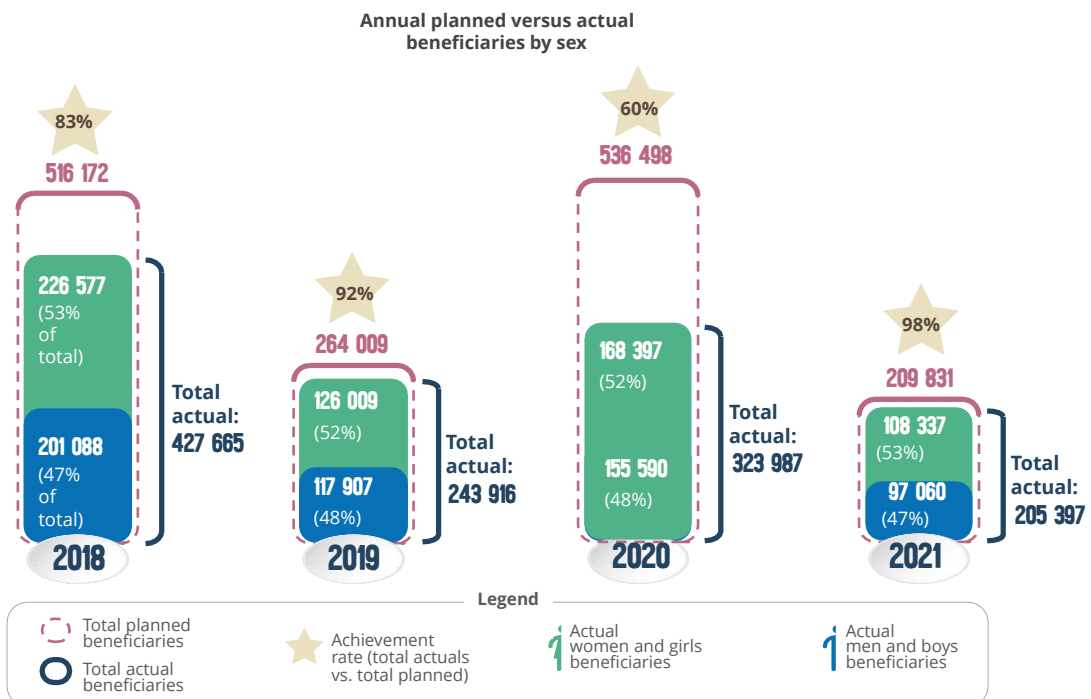 Annual planned versus actual
beneficiaries by sex
83%
516 172
226 577
(53%
of
total)
201 088
(47%
of
total)
Total
actual:
427 665
2018
92%
264 009
126 009
(52%)
117 907
(48%)
Total
actual:
243 916
2019
60%
536 498
168 397
(52%)
155 590
(48%)
Total
actual:
323 987
2020
98%
209 831
108 337
(53%)
97 060
(47%)
Total
actual:
205 397
2021
Legend
Total planned
beneficiaries
Total actual
beneficiaries
Achievement
rate (total actuals
vs. total planned)
Actual
women and girls
beneficiaries
Actual
men and boys
beneficiaries